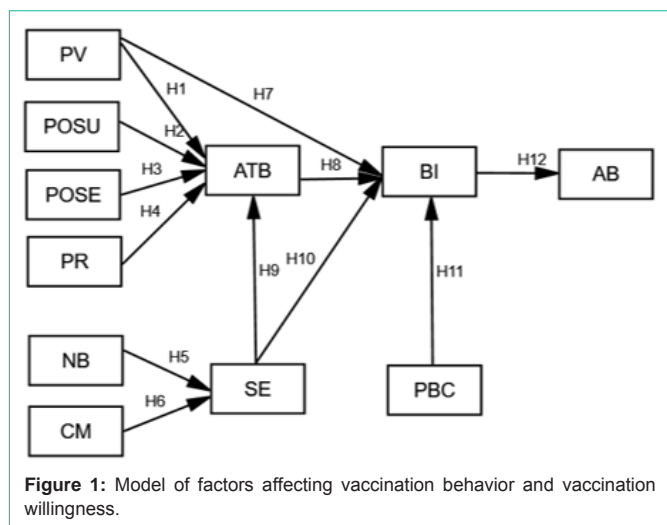 PV
H1
H7
POSU
H2
ATB
H8
BI
H12
AB
POSE
H3
H4
PR
H9
H10
H11
NB
H5
SE
PBC
H6
CM
Figure 1: Model of factors affecting vaccination behavior and vaccination
willingness.